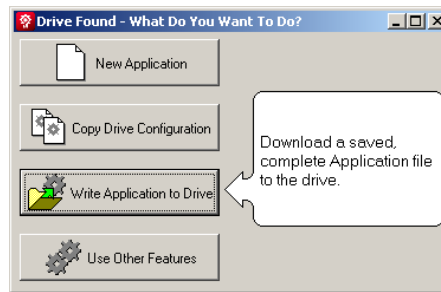 Drive Found - What Do You Want To Do?
New Application
Copy Drive Configuration
Write Application to Drive
Download a saved,
complete Application file
to the drive.
Use Other Features